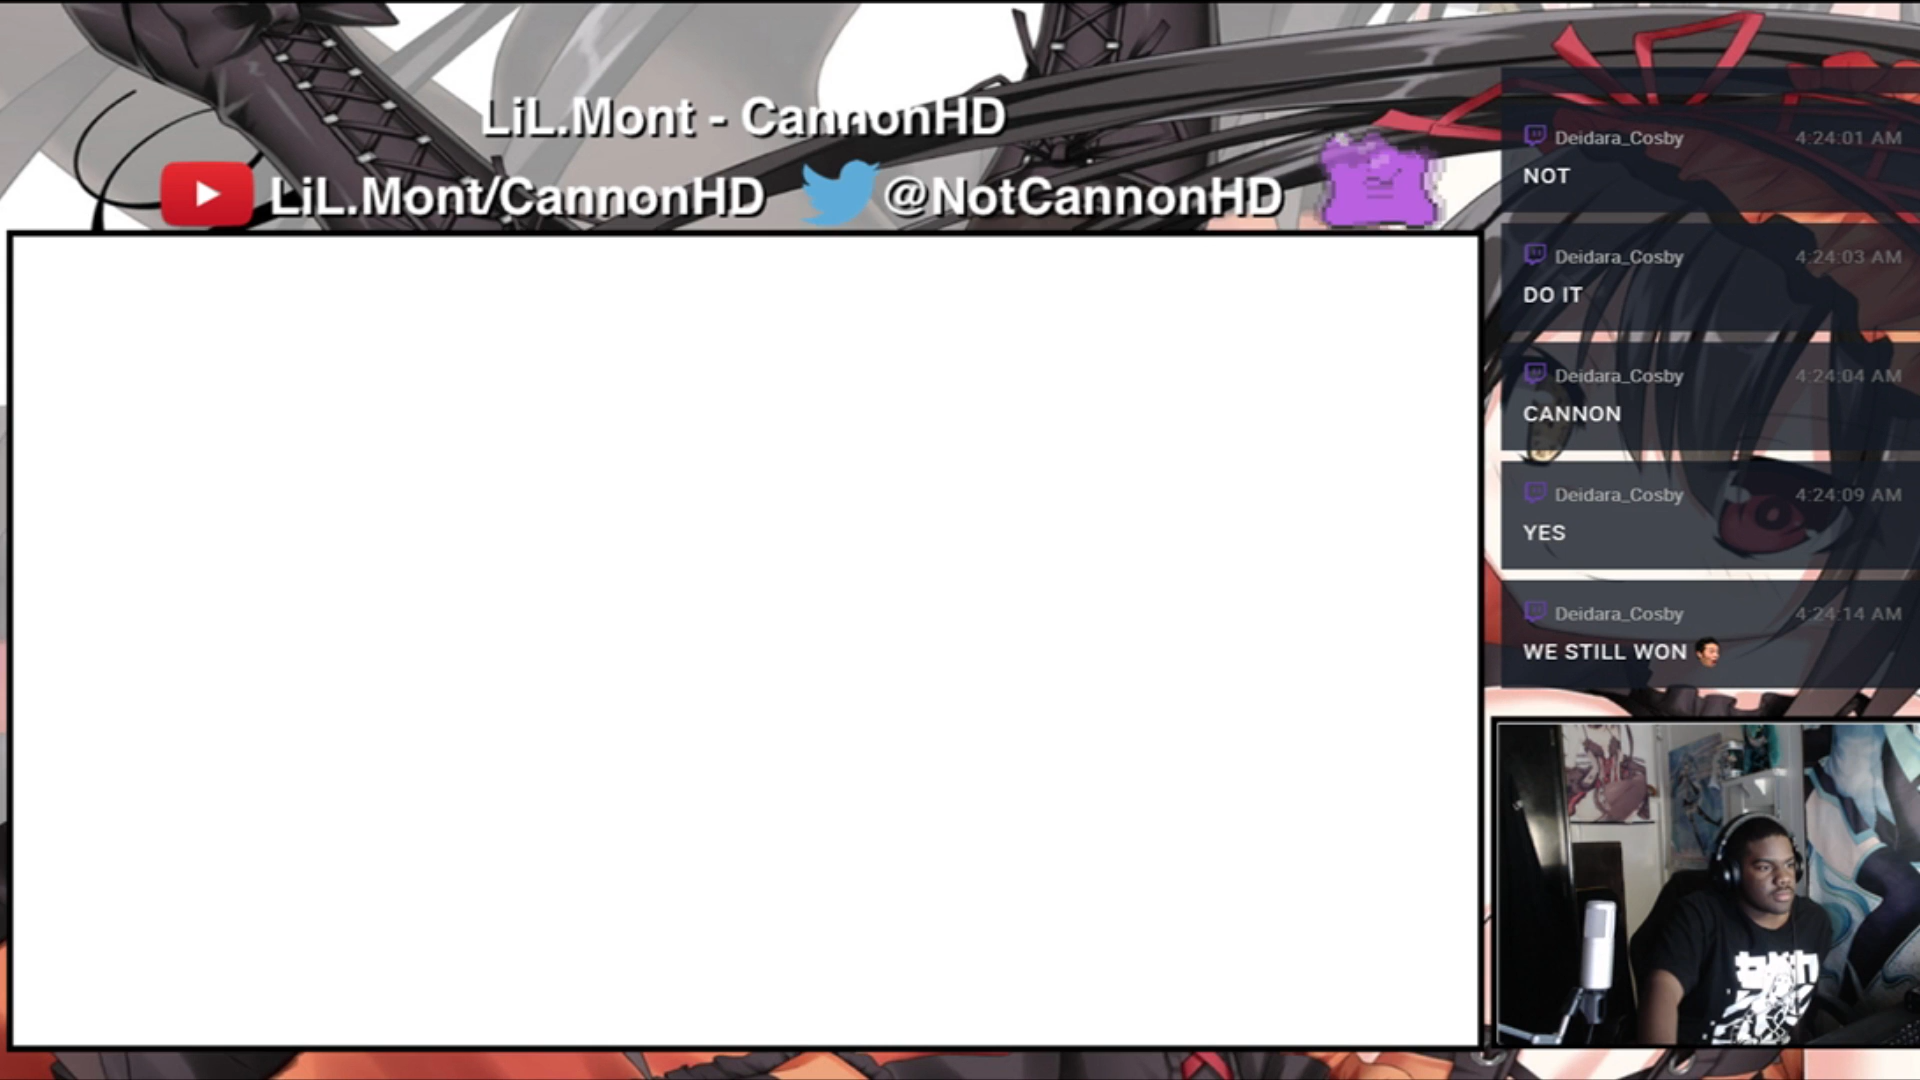 LiL.Mont - CannonHD
LiL.Mont/CannonHD @NotCannonHD
Deidara_Cosby 4:24:01 AM
NOT
Deidara_Cosby 4:24:03 AM
DO IT
Deidara_Cosby 4:24:04 AM
CANNON
Deidara_Cosby 4:24:09 AM
YES
Deidara_Cosby 4:24:14 AM
WE STILL WON